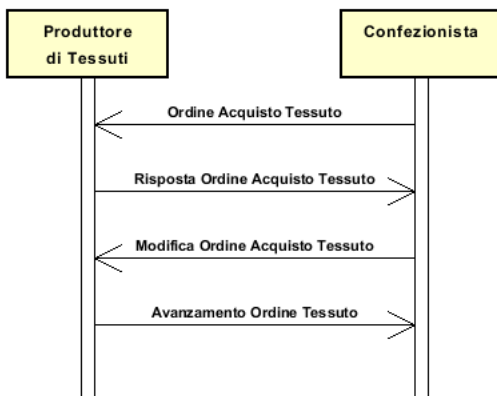 Produttore
di Tessuti
Confezionista
Ordine Acquisto Tessuto
Risposta Ordine Acquisto Tessuto
Modifica Ordine Acquisto Tessuto
Avanzamento Ordine Tessuto